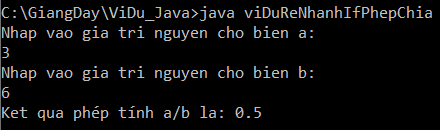 C:\GiangDay\ViDu_Java>java viDuReNhanhIfPhepChia
Nhap vao gia tri nguyen cho bien a:
3
Nhap vao gia tri nguyen cho bien b:
6
Ket qua phép tính a/b la: 0.5